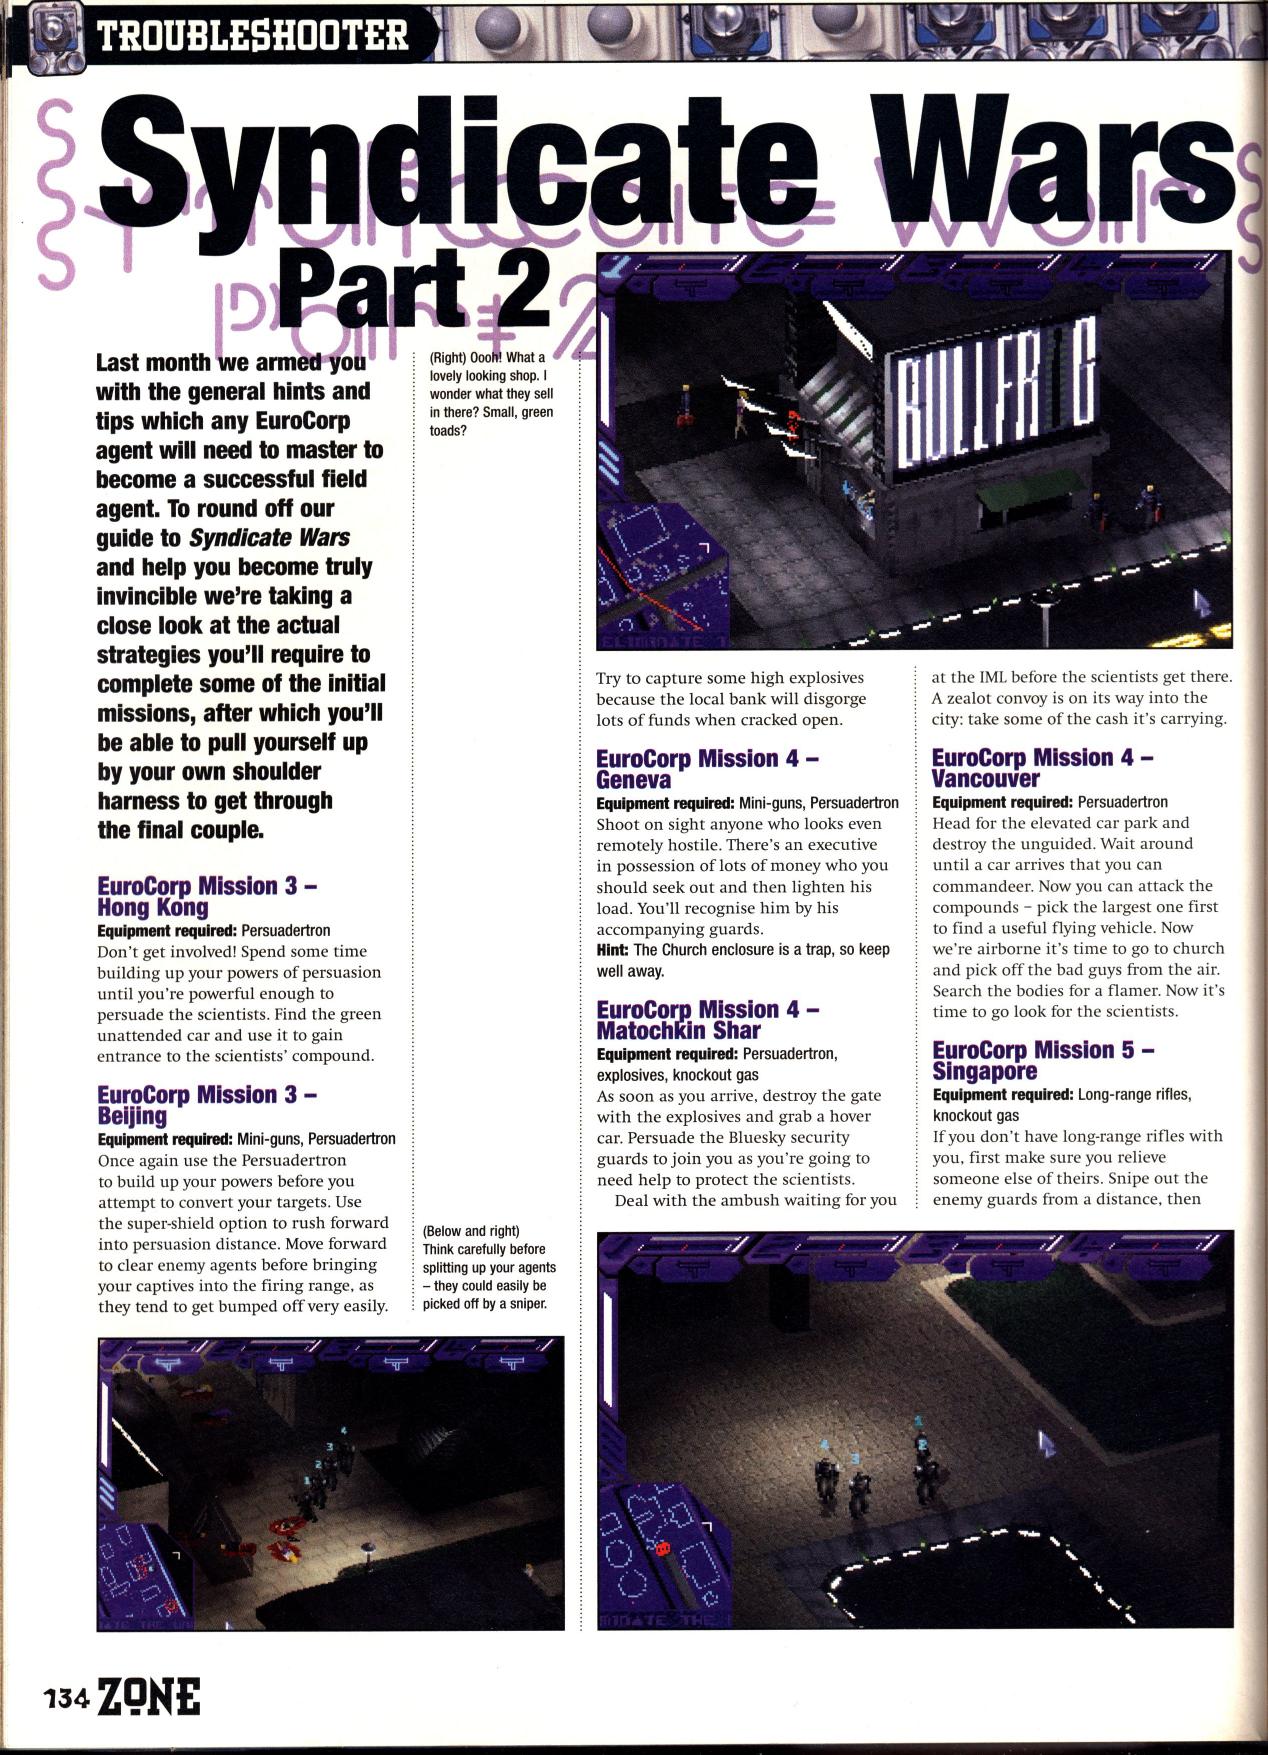 TROUBLESHOOTER
Syndicate Wars
Part 2
Last month we armed you
with the general hints and
tips which any EuroCorp
agent will need to master to
become a successful field
agent. To round off our
guide to Syndicate Wars
and help you become truly
invincible we're taking a
close look at the actual
strategies you'll require to
complete some of the initial
missions, after which you'll
be able to pull yourself up
by your own shoulder
harness to get through
the final couple.
EuroCorp Mission 3 –
Hong Kong
Equipment required: Persuadertron
Don't get involved! Spend some time
building up your powers of persuasion
until you're powerful enough to
persuade the scientists. Find the green
unattended car and use it to gain
entrance to the scientists' compound.
EuroCorp Mission 3 –
Beijing
Equipment required: Mini-guns, Persuadertron
Once again use the Persuadertron
to build up your powers before you
attempt to convert your targets. Use
the super-shield option to rush forward
into persuasion distance. Move forward
to clear enemy agents before bringing
your captives into the firing range, as
they tend to get bumped off very easily.
(Right) Oooh! What a
lovely looking shop. I
wonder what they sell
in there? Small, green
toads?
(Below and right)
Think carefully before
splitting up your agents
– they could easily be
picked off by a sniper.
1
BULLFR G
ELIMINATE T
Try to capture some high explosives
because the local bank will disgorge
lots of funds when cracked open.
EuroCorp Mission 4 –
Geneva
Equipment required: Mini-guns, Persuadertron
Shoot on sight anyone who looks even
remotely hostile. There's an executive
in possession of lots of money who you
should seek out and then lighten his
load. You'll recognise him by his
accompanying guards.
Hint: The Church enclosure is a trap, so keep
well away.
EuroCorp Mission 4 –
Matochkin Shar
Equipment required: Persuadertron,
explosives, knockout gas
As soon as you arrive, destroy the gate
with the explosives and grab a hover
car. Persuade the Bluesky security
guards to join you as you're going to
need help to protect the scientists.
Deal with the ambush waiting for you
at the IML before the scientists get there.
A zealot convoy is on its way into the
city: take some of the cash it's carrying.
EuroCorp Mission 4 –
Vancouver
Equipment required: Persuadertron
Head for the elevated car park and
destroy the unguided. Wait around
until a car arrives that you can
commandeer. Now you can attack the
compounds – pick the largest one first
to find a useful flying vehicle. Now
we're airborne it's time to go to church
and pick off the bad guys from the air.
Search the bodies for a flamer. Now it's
time to go look for the scientists.
EuroCorp Mission 5 –
Singapore
Equipment required: Long-range rifles,
knockout gas
If you don't have long-range rifles with
you, first make sure you relieve
someone else of theirs. Snipe out the
enemy guards from a distance, then
4
3
2
1
1
4
2
3
134 ZONE